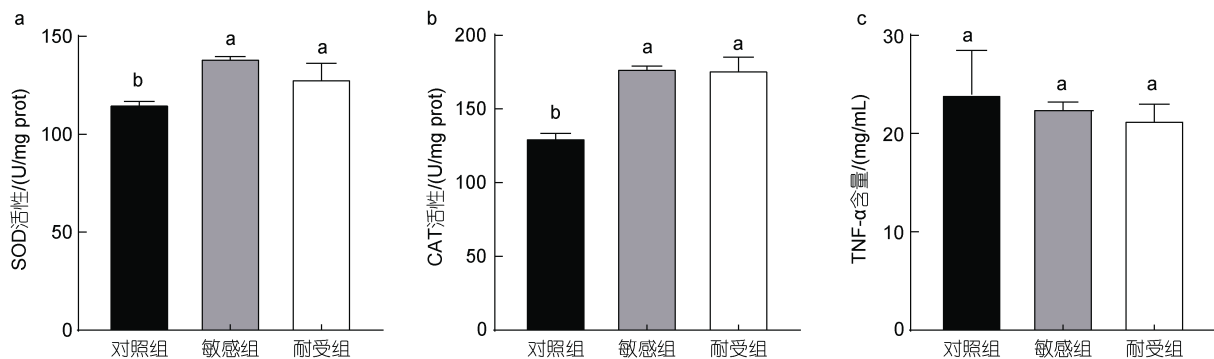 a
SOD活性/(U/mg prot)
150
100
50
0
b
a
a
对照组 敏感组 耐受组
b
CAT活性/(U/mg prot)
200
150
100
50
0
b
a
a
对照组 敏感组 耐受组
c
TNF-α含量/(mg/mL)
30
20
10
0
a
a
a
对照组 敏感组 耐受组